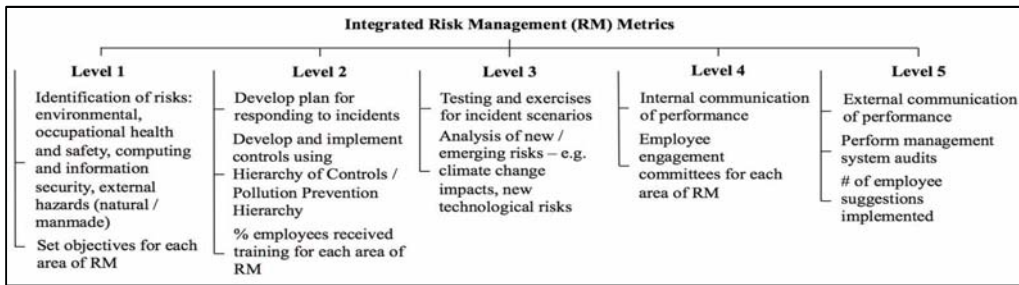 Integrated Risk Management (RM) Metrics
Level 1
Identification of risks:
environmental,
occupational health
and safety, computing
and information
security, external
hazards (natural /
manmade)
Set objectives for each
area of RM
Level 2
Develop plan for
responding to incidents
Develop and implement
controls using
Hierarchy of Controls /
Pollution Prevention
Hierarchy
% employees received
training for each area of
RM
Level 3
Testing and exercises
for incident scenarios
Analysis of new /
emerging risks – e.g.
climate change
impacts, new
technological risks
Level 4
Internal communication
of performance
Employee
engagement
committees for each
area of RM
Level 5
External communication
of performance
Perform management
system audits
# of employee
suggestions
implemented